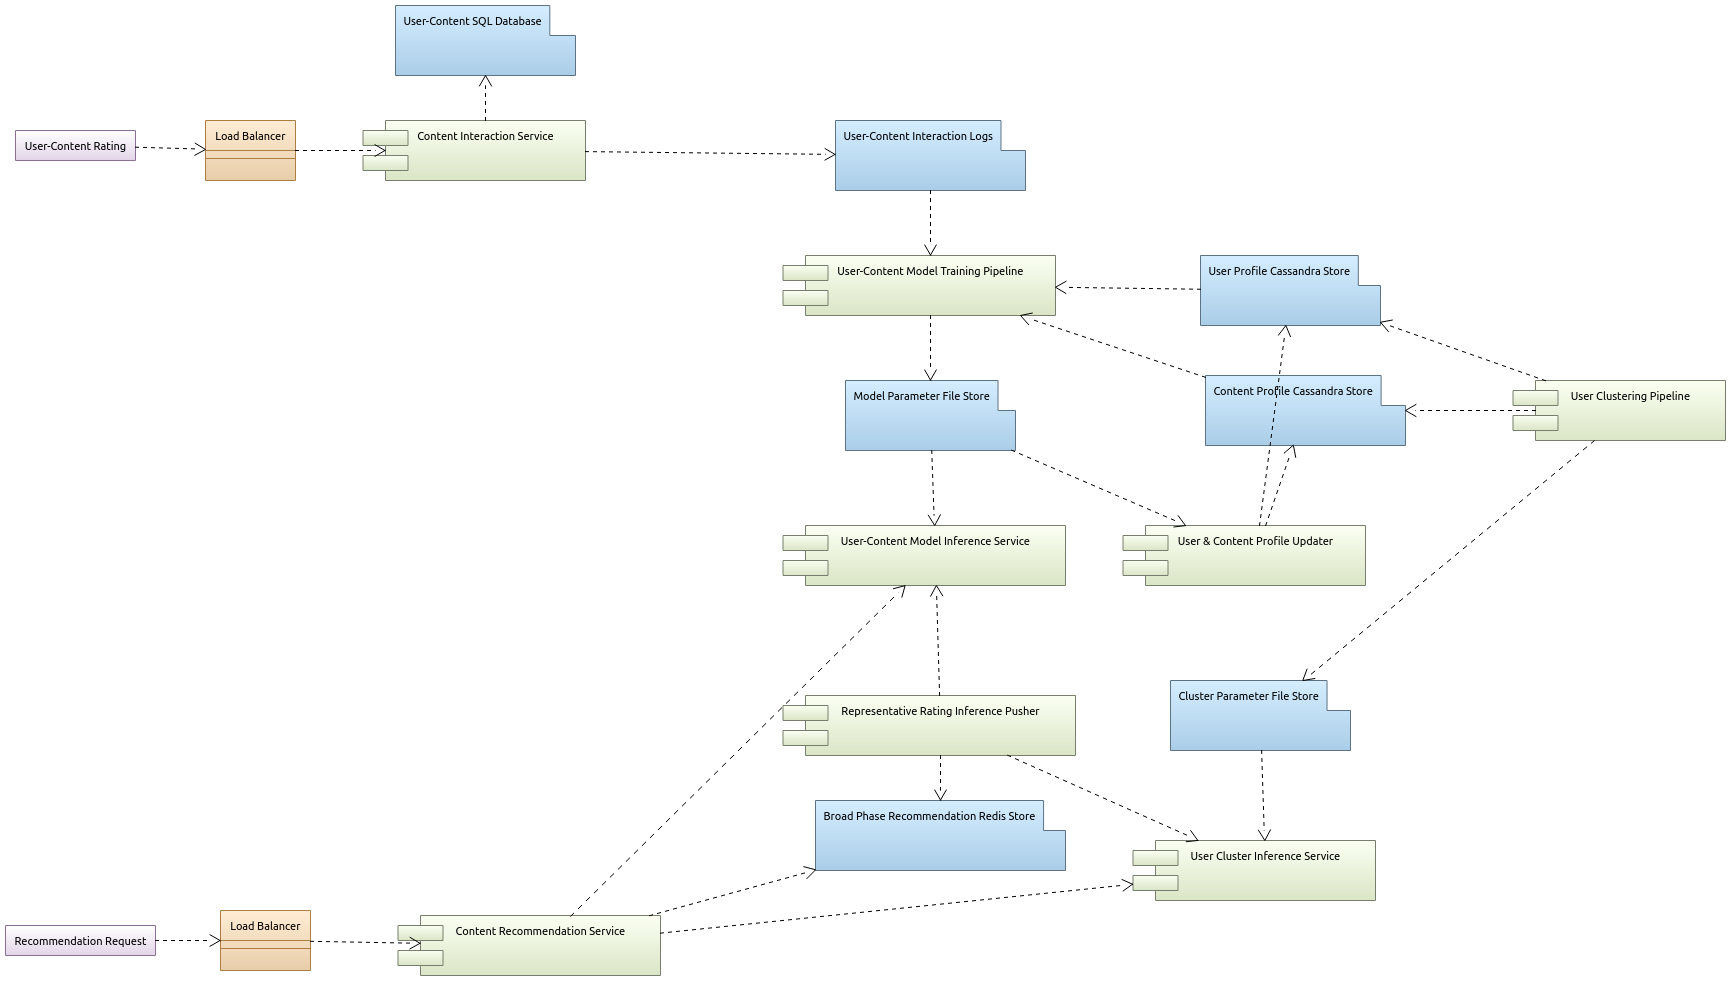 User-Content SQL Database
User-Content Rating
Load Balancer
Content Interaction Service
User-Content Interaction Logs
User-Content Model Training Pipeline
User Profile Cassandra Store
Model Parameter File Store
Content Profile Cassandra Store
User Clustering Pipeline
User-Content Model Inference Service
User & Content Profile Updater
Representative Rating Inference Pusher
Cluster Parameter File Store
Broad Phase Recommendation Redis Store
User Cluster Inference Service
Recommendation Request
Load Balancer
Content Recommendation Service